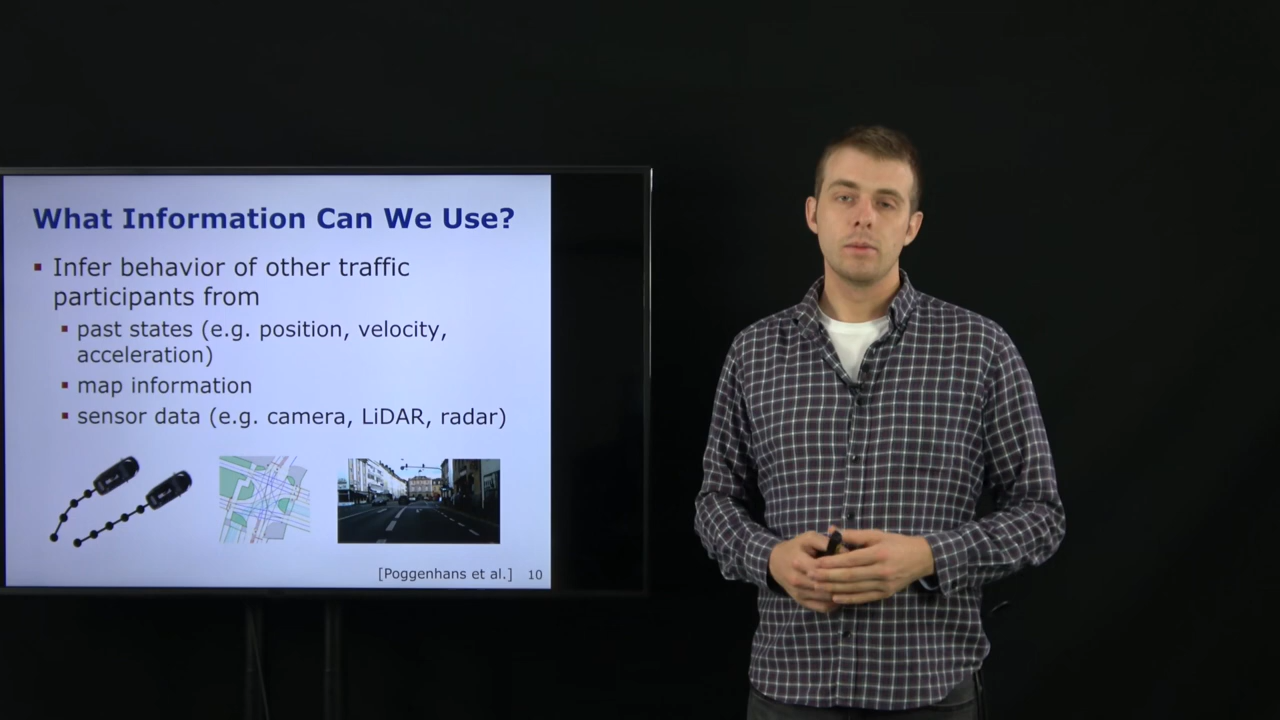 What Information Can We Use?
Infer behavior of other traffic
participants from
past states (e.g. position, velocity,
acceleration)
map information
sensor data (e.g. camera, LiDAR, radar)
[Poggenhans et al.] 10